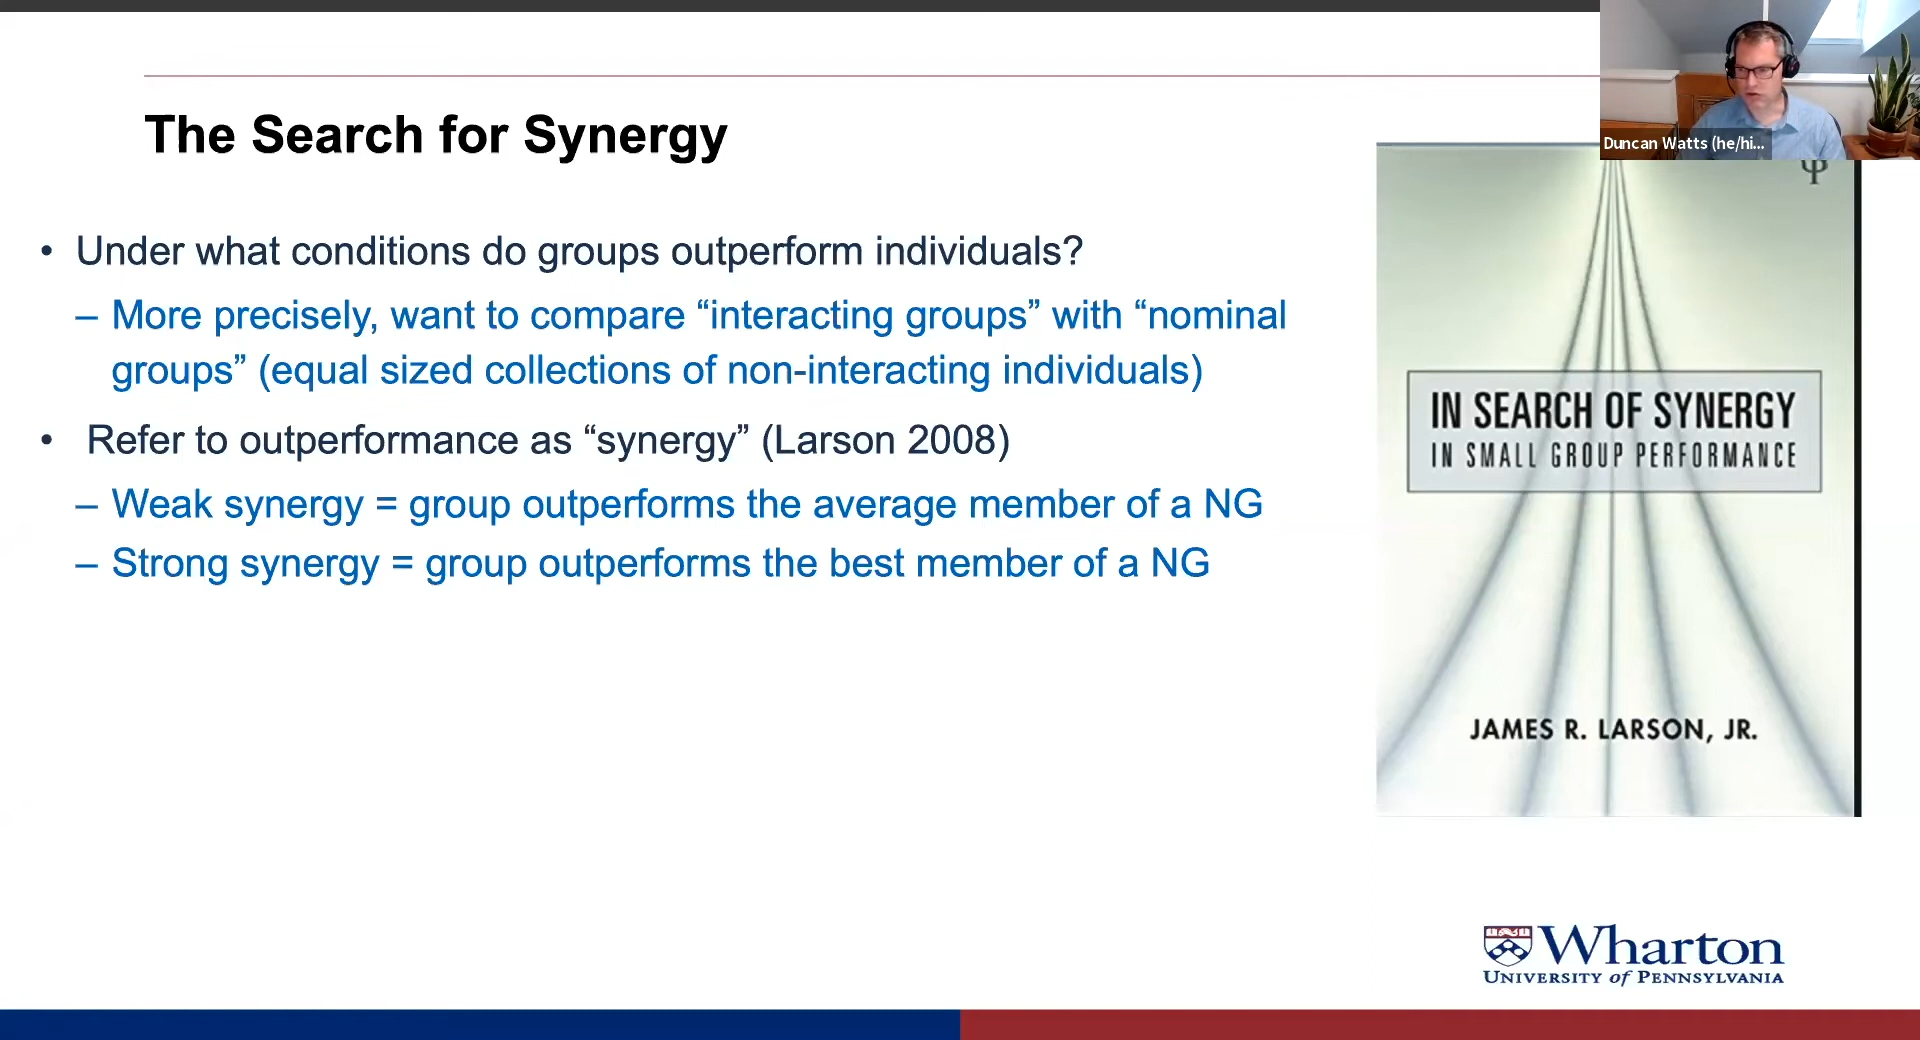 The Search for Synergy
Duncan Watts (he/hi...
• Under what conditions do groups outperform individuals?
– More precisely, want to compare “interacting groups” with “nominal
groups” (equal sized collections of non-interacting individuals)
• Refer to outperformance as “synergy” (Larson 2008)
– Weak synergy = group outperforms the average member of a NG
– Strong synergy = group outperforms the best member of a NG
Ψ
IN SEARCH OF SYNERGY
IN SMALL GROUP PERFORMANCE
JAMES R. LARSON, JR.
Wharton
UNIVERSITY of PENNSYLVANIA